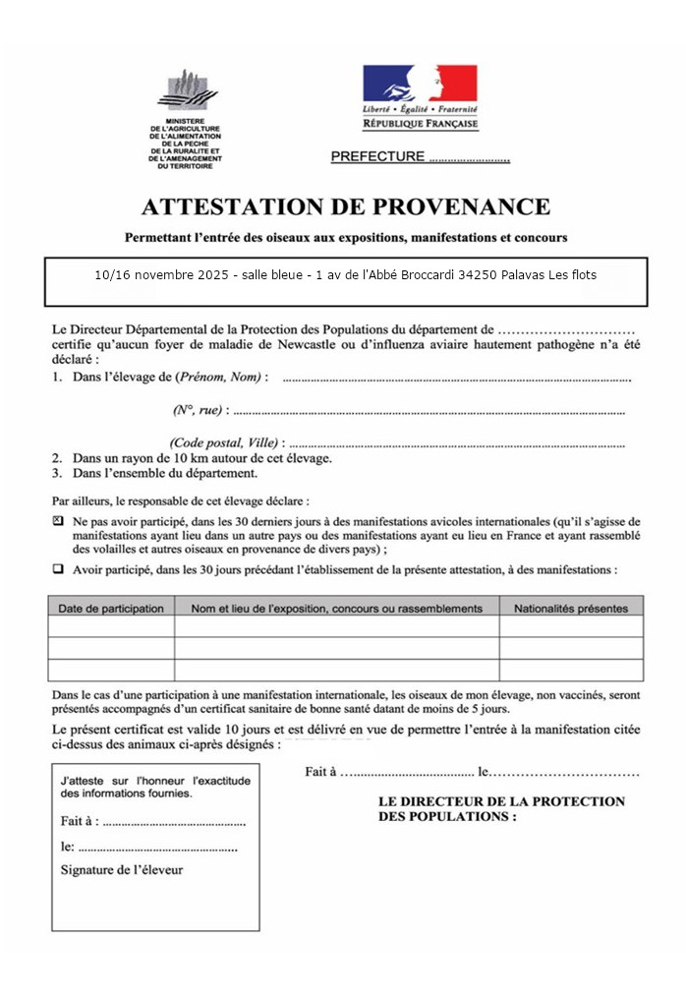 MINISTERE
DE L'AGRICULTURE
DE L'ALIMENTATION
DE LA PECHE
DE LA RURALITE ET
DE L'AMENAGEMENT
DU TERRITOIRE
Liberté • Égalité • Fraternité
RÉPUBLIQUE FRANÇAISE
PREFECTURE ........................
ATTESTATION DE PROVENANCE
Permettant l'entrée des oiseaux aux expositions, manifestations et concours
10/16 novembre 2025 - salle bleue - 1 av de l'Abbé Broccardi 34250 Palavas Les flots
Le Directeur Départemental de la Protection des Populations du département de ..............................
certifie qu'aucun foyer de maladie de Newcastle ou d'influenza aviaire hautement pathogène n'a été
déclaré :
1. Dans l'élevage de (Prénom, Nom) : ..............................................................................
(N°, rue) : ..............................................................................
(Code postal, Ville) : ..............................................................................
2. Dans un rayon de 10 km autour de cet élevage.
3. Dans l'ensemble du département.
Par ailleurs, le responsable de cet élevage déclare :
☒ Ne pas avoir participé, dans les 30 derniers jours à des manifestations avicoles internationales (qu'il s'agisse de
manifestations ayant lieu dans un autre pays ou des manifestations ayant eu lieu en France et ayant rassemblé
des volailles et autres oiseaux en provenance de divers pays) ;
☐ Avoir participé, dans les 30 jours précédant l'établissement de la présente attestation, à des manifestations :
Date de participation Nom et lieu de l'exposition, concours ou rassemblements Nationalités présentes
Dans le cas d'une participation à une manifestation internationale, les oiseaux de mon élevage, non vaccinés, seront
présentés accompagnés d'un certificat sanitaire de bonne santé datant de moins de 5 jours.
Le présent certificat est valide 10 jours et est délivré en vue de permettre l'entrée à la manifestation citée
ci-dessus des animaux ci-après désignés :
J'atteste sur l'honneur l'exactitude
des informations fournies.
Fait à : ..............................
le: ..............................
Signature de l'éleveur
Fait à .............................. le..............................
LE DIRECTEUR DE LA PROTECTION
DES POPULATIONS :